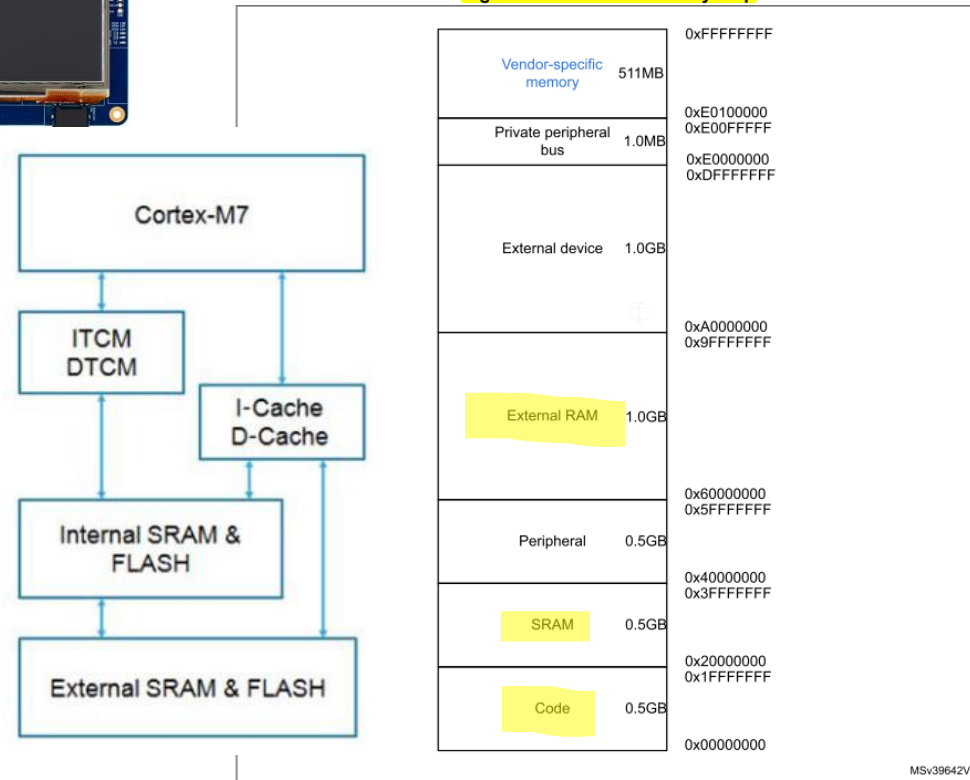 0xFFFFFFFF
Vendor-specific
memory
511MB
0xE0100000
0xE00FFFFF
Private peripheral
bus
1.0MB
0xE0000000
0xDFFFFFFF
External device
1.0GB
0xA0000000
0x9FFFFFFF
External RAM
1.0GB
0x60000000
0x5FFFFFFF
Peripheral
0.5GB
0x40000000
0x3FFFFFFF
SRAM
0.5GB
0x20000000
0x1FFFFFFF
Code
0.5GB
0x00000000
MSv39642V
Cortex-M7
ITCM
DTCM
I-Cache
D-Cache
Internal SRAM &
FLASH
External SRAM & FLASH